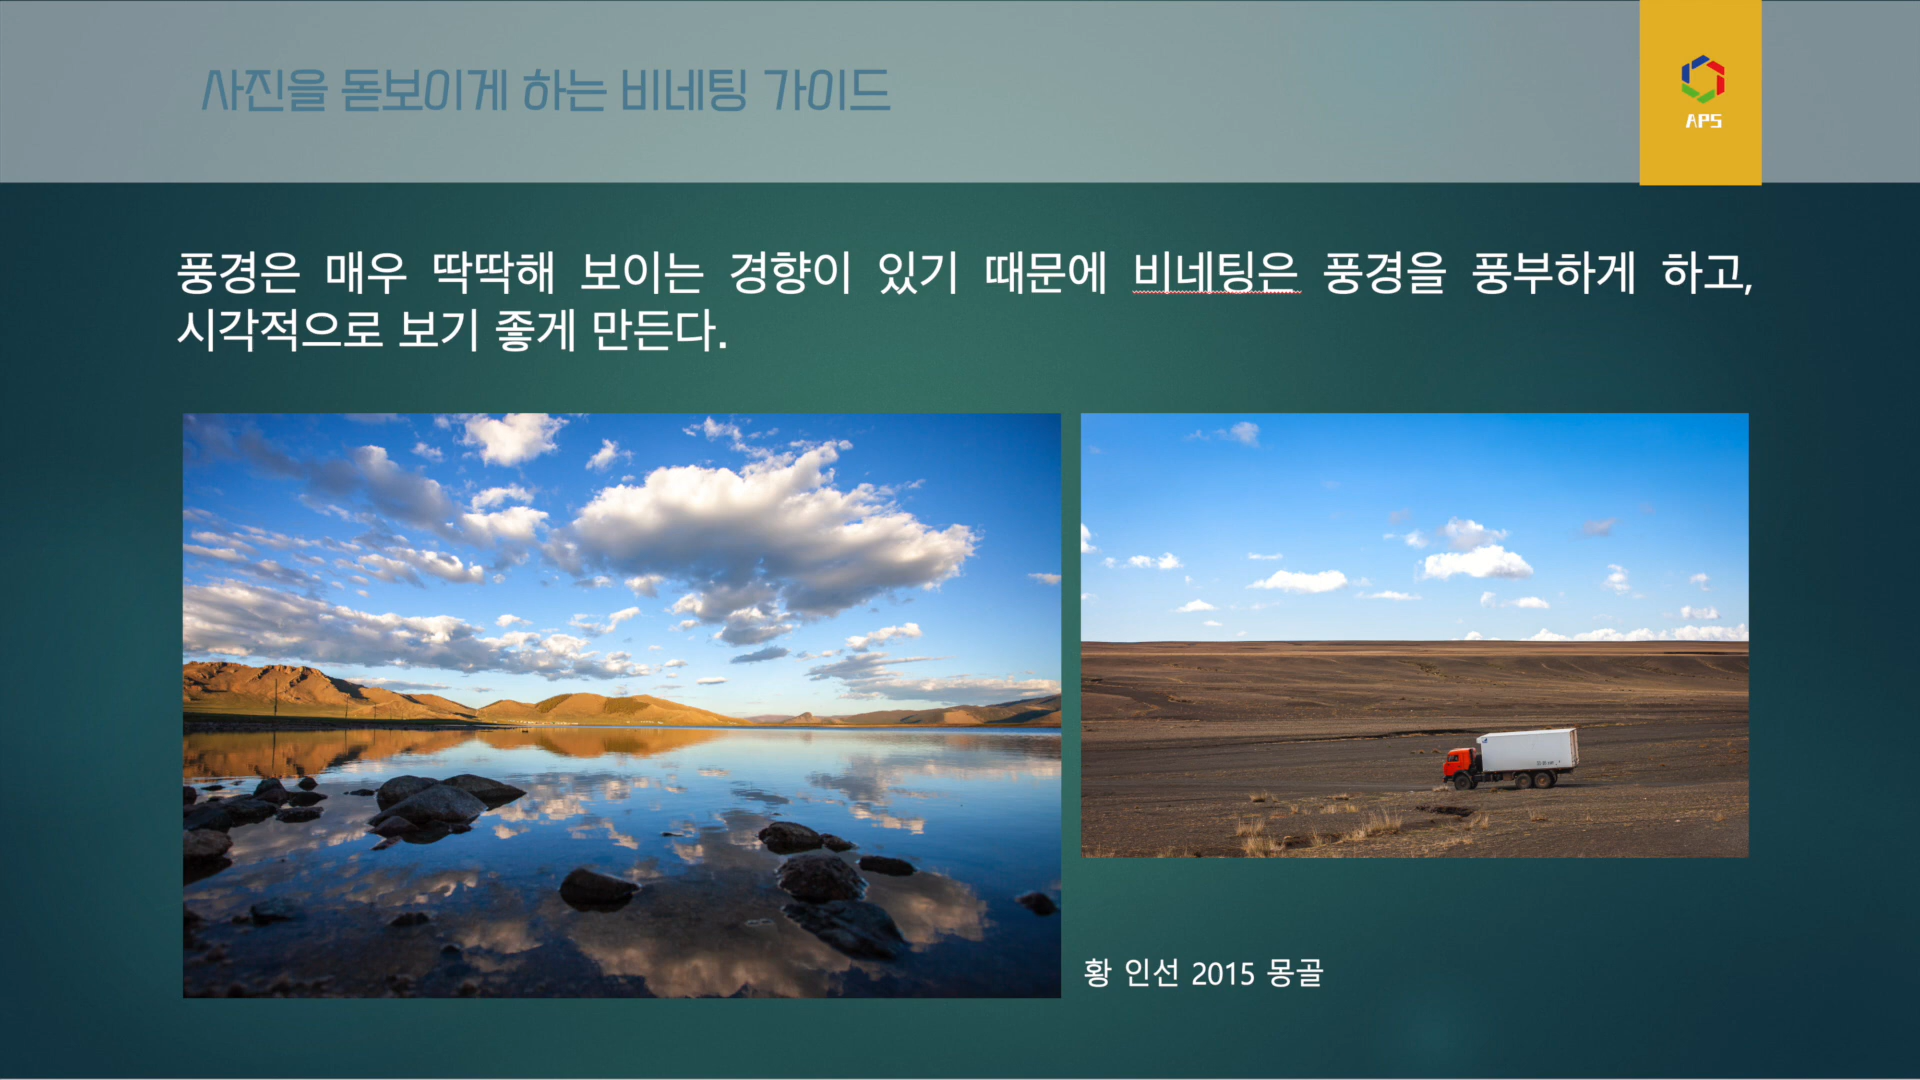 사진을 돋보이게 하는 비네팅 가이드
APS
풍경은 매우 딱딱해 보이는 경향이 있기 때문에 비네팅은 풍경을 풍부하게 하고,
시각적으로 보기 좋게 만든다.
황 인선 2015 몽골